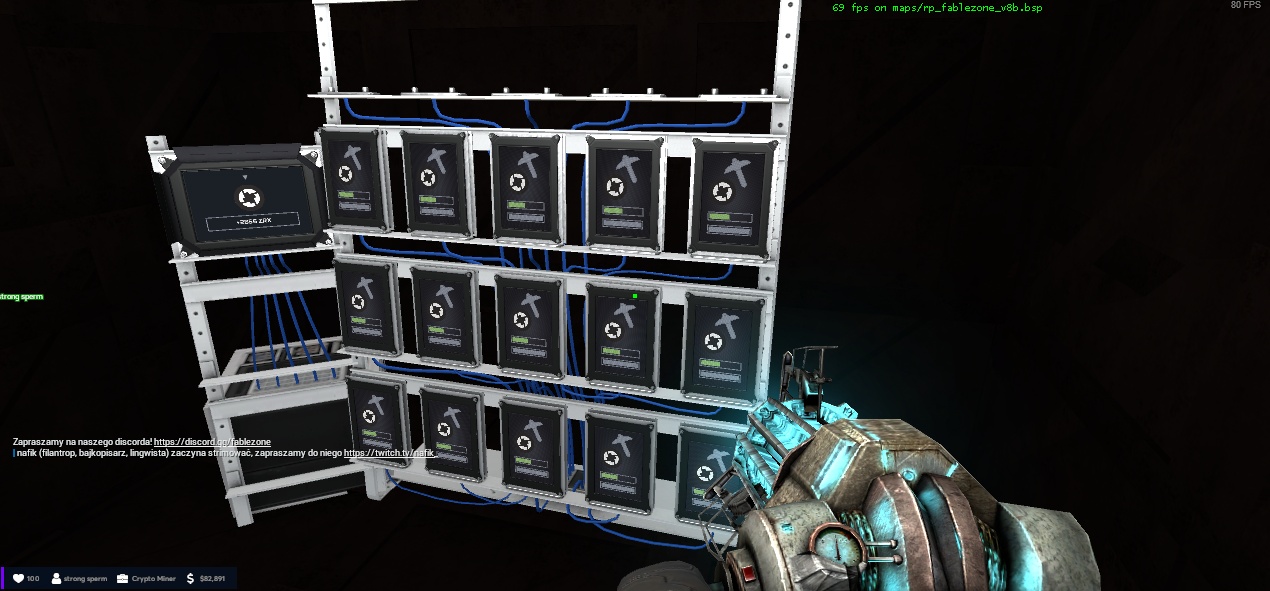 69 fps on maps/rp_fablezone_v8b.bsp
80 FPS
strong sperm
Zapraszamy na naszego discorda! https://discord.gg/fablezone
nafik (filantrop, bajkopisarz, lingwista) zaczyna strimować, zapraszamy do niego https://twitch.tv/nafik_
100
strong sperm
Crypto Miner
$82,891